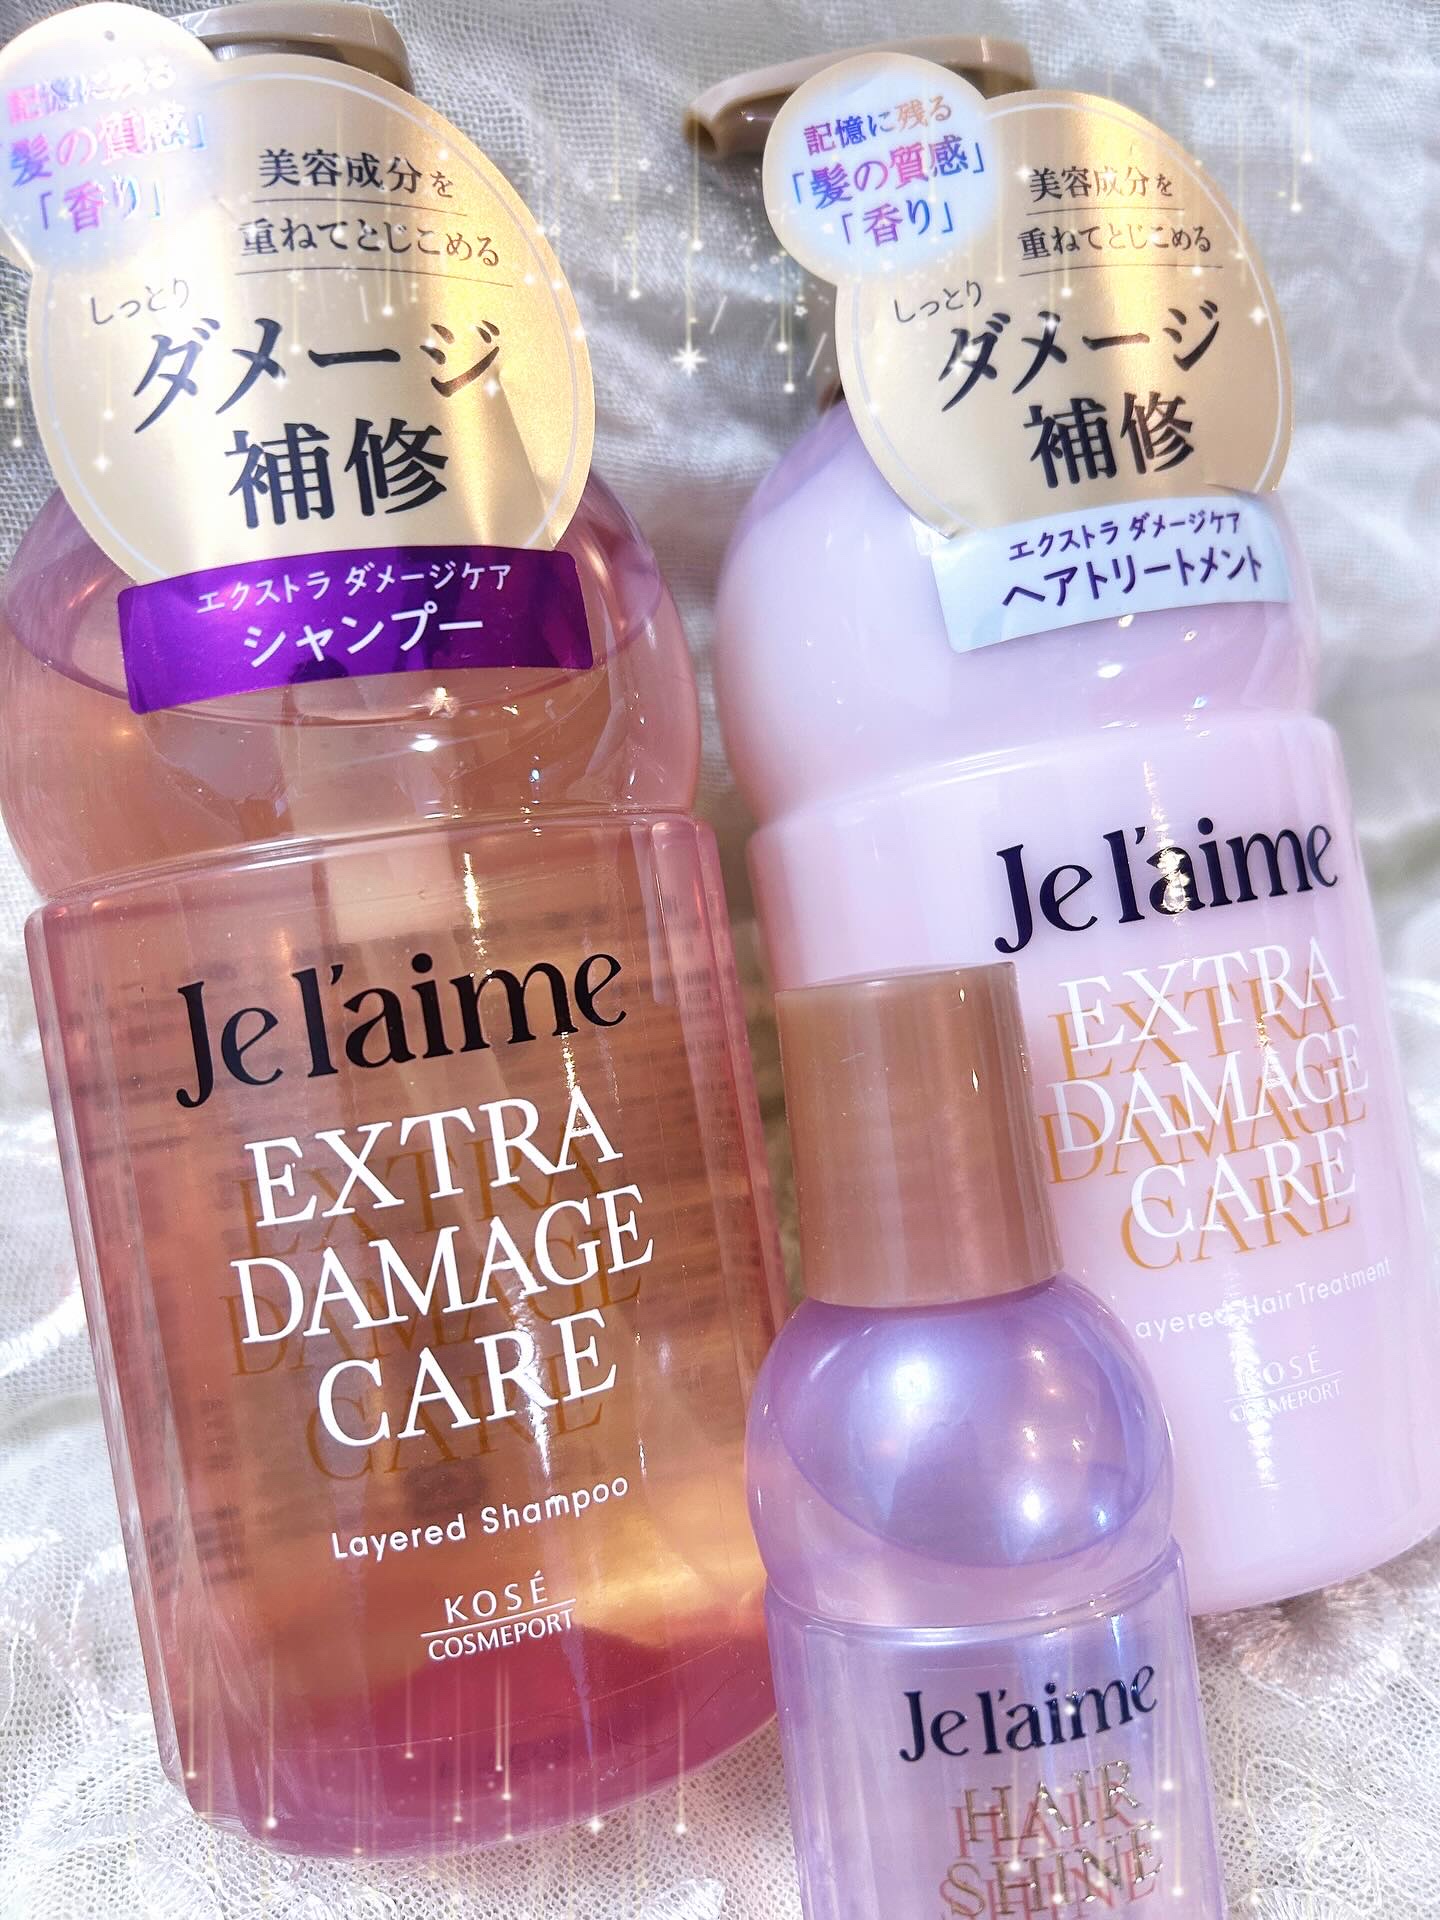 記憶に残る
「髪の質感」
「香り」
美容成分を
重ねてとじこめる
しっとり
ダメージ
補修
エクストラ ダメージケア
シャンプー
Je l'aime
EXTRA
DAMAGE
CARE
Layered Shampoo
KOSÉ
COSMEPORT
記憶に残る
「髪の質感」
「香り」
美容成分を
重ねてとじこめる
しっとり
ダメージ
補修
エクストラ ダメージケア
ヘアトリートメント
Je l'aime
EXTRA
DAMAGE
CARE
ayered Hair Treatment
KOSÉ
COSMEPORT
Je l'aime
HAIR
SHINE